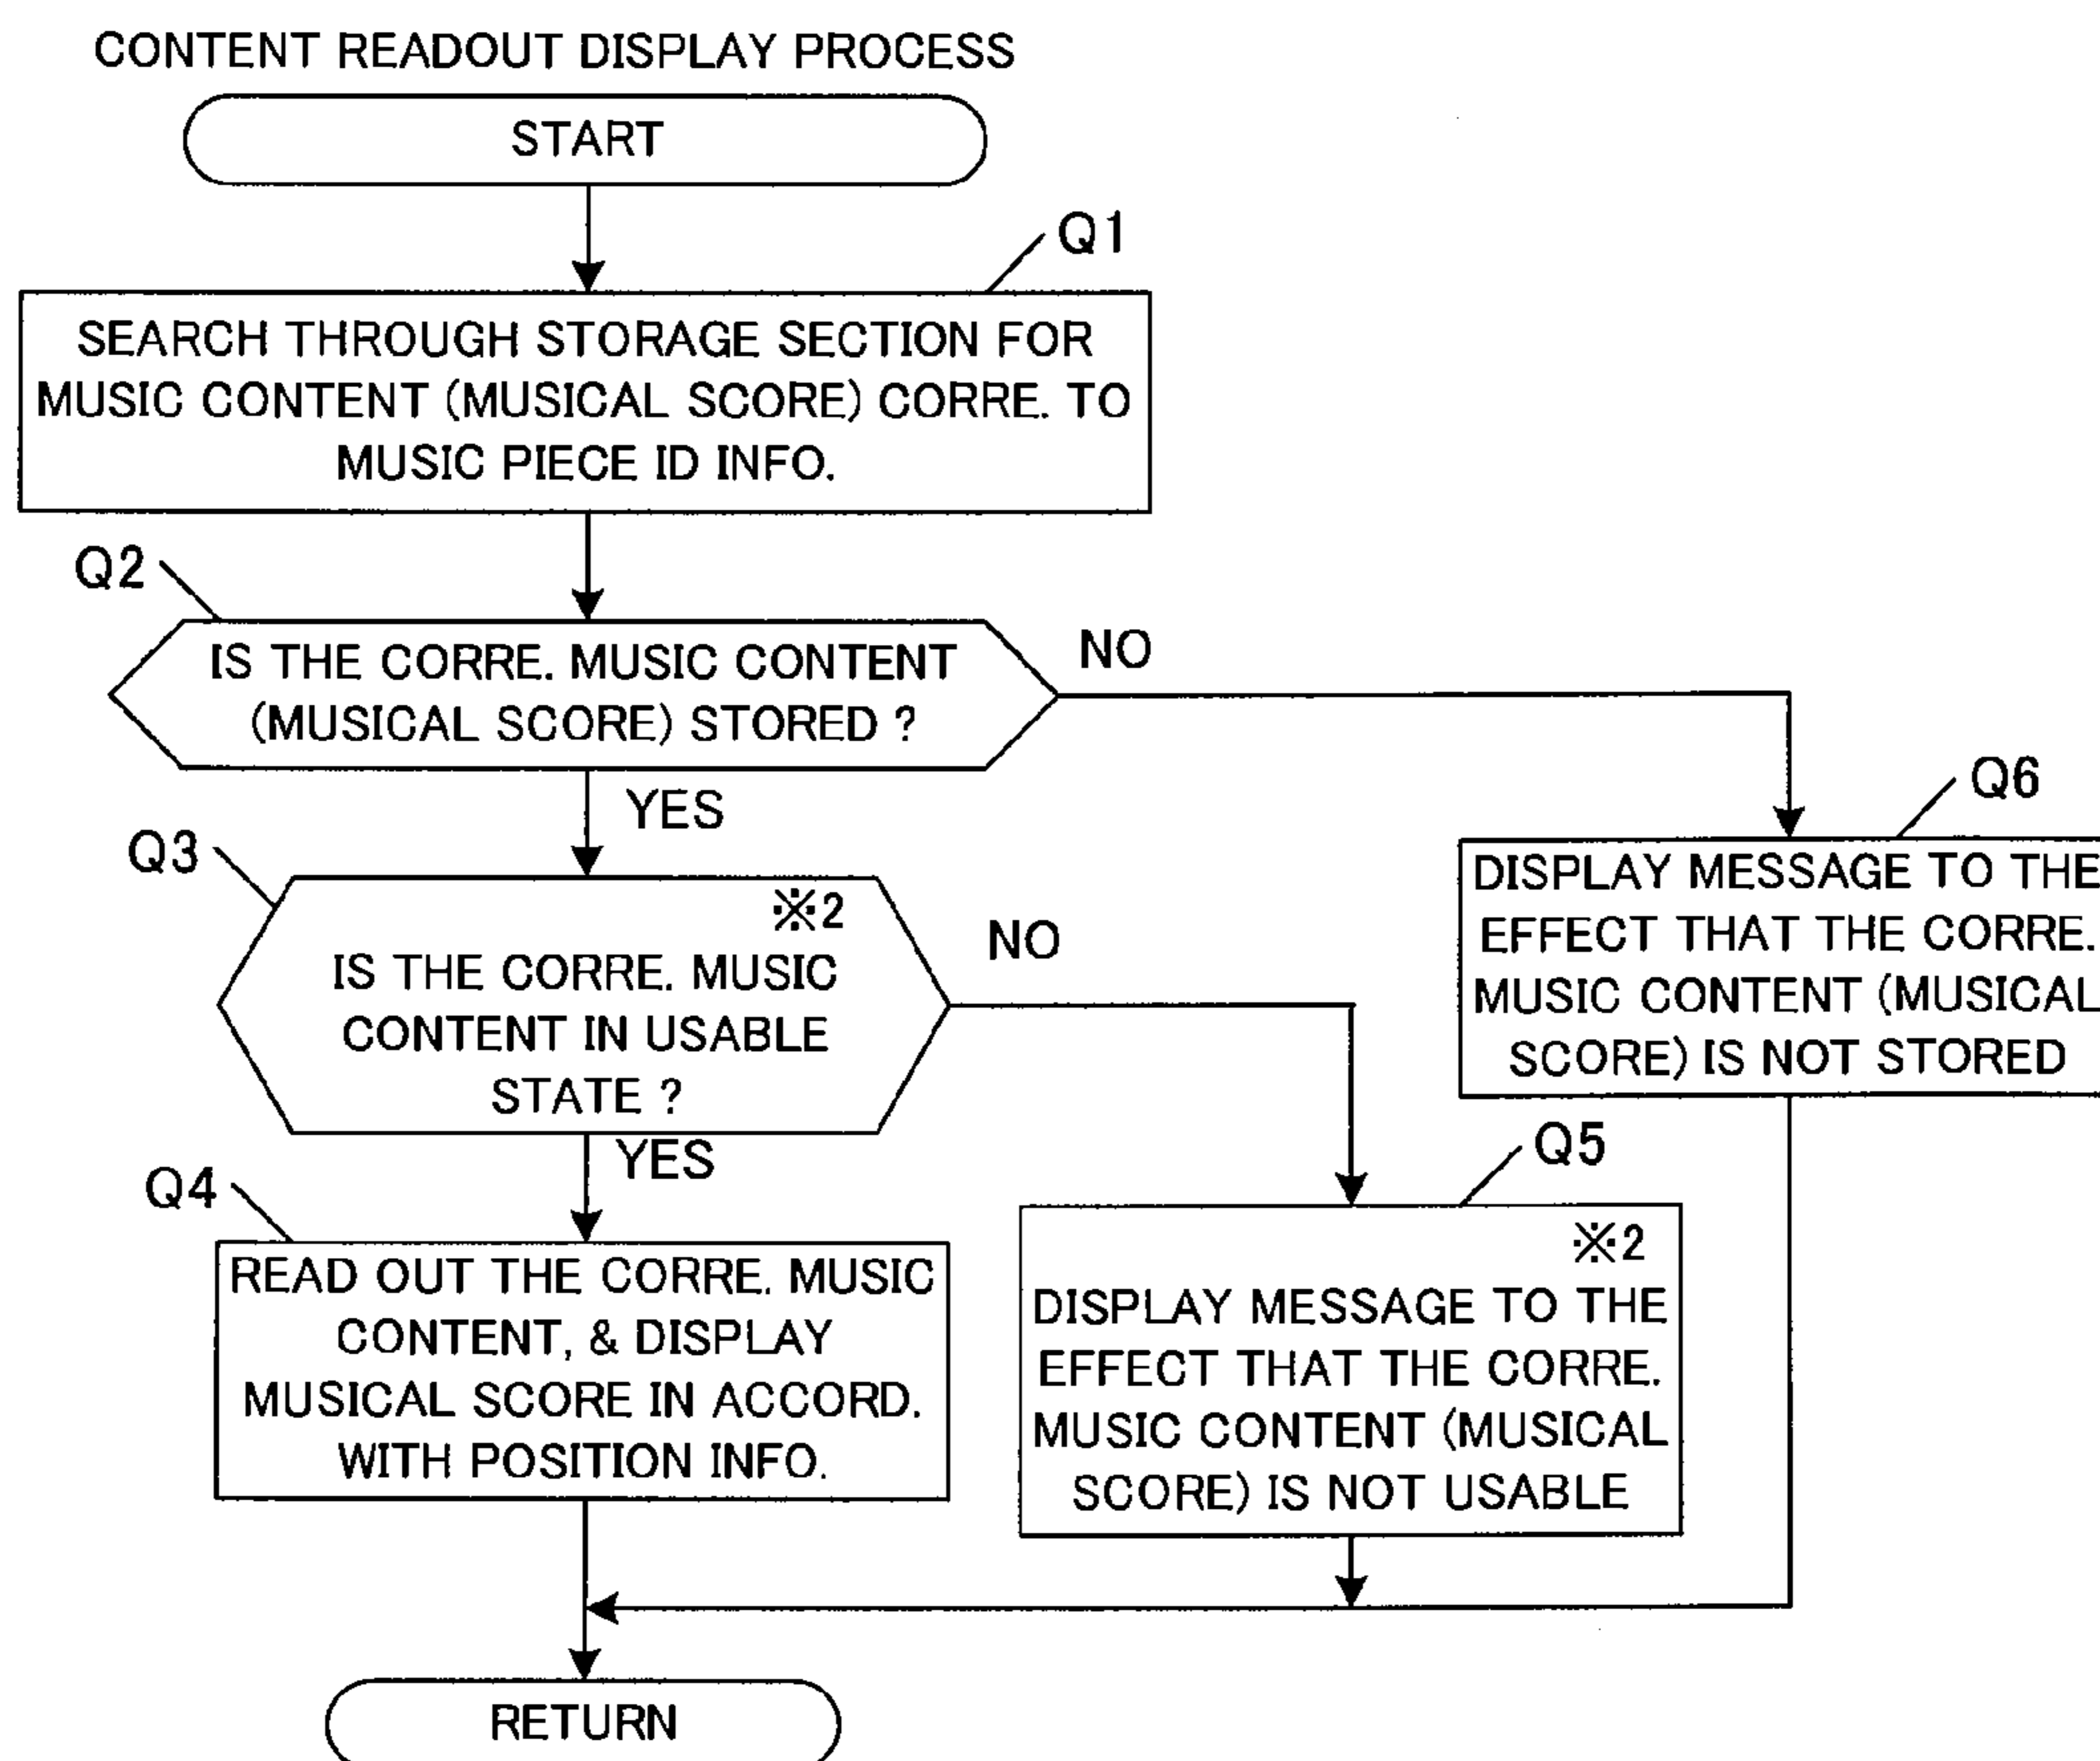 CONTENT READOUT DISPLAY PROCESS
START
Q1
SEARCH THROUGH STORAGE SECTION FOR
MUSIC CONTENT (MUSICAL SCORE) CORRE. TO
MUSIC PIECE ID INFO.
Q2
IS THE CORRE. MUSIC CONTENT
(MUSICAL SCORE) STORED ?
NO
YES
Q6
DISPLAY MESSAGE TO THE
EFFECT THAT THE CORRE.
MUSIC CONTENT (MUSICAL
SCORE) IS NOT STORED
Q3
※2
IS THE CORRE. MUSIC
CONTENT IN USABLE
STATE ?
NO
YES
Q4
READ OUT THE CORRE. MUSIC
CONTENT, & DISPLAY
MUSICAL SCORE IN ACCORD.
WITH POSITION INFO.
Q5
※2
DISPLAY MESSAGE TO THE
EFFECT THAT THE CORRE.
MUSIC CONTENT (MUSICAL
SCORE) IS NOT USABLE
RETURN